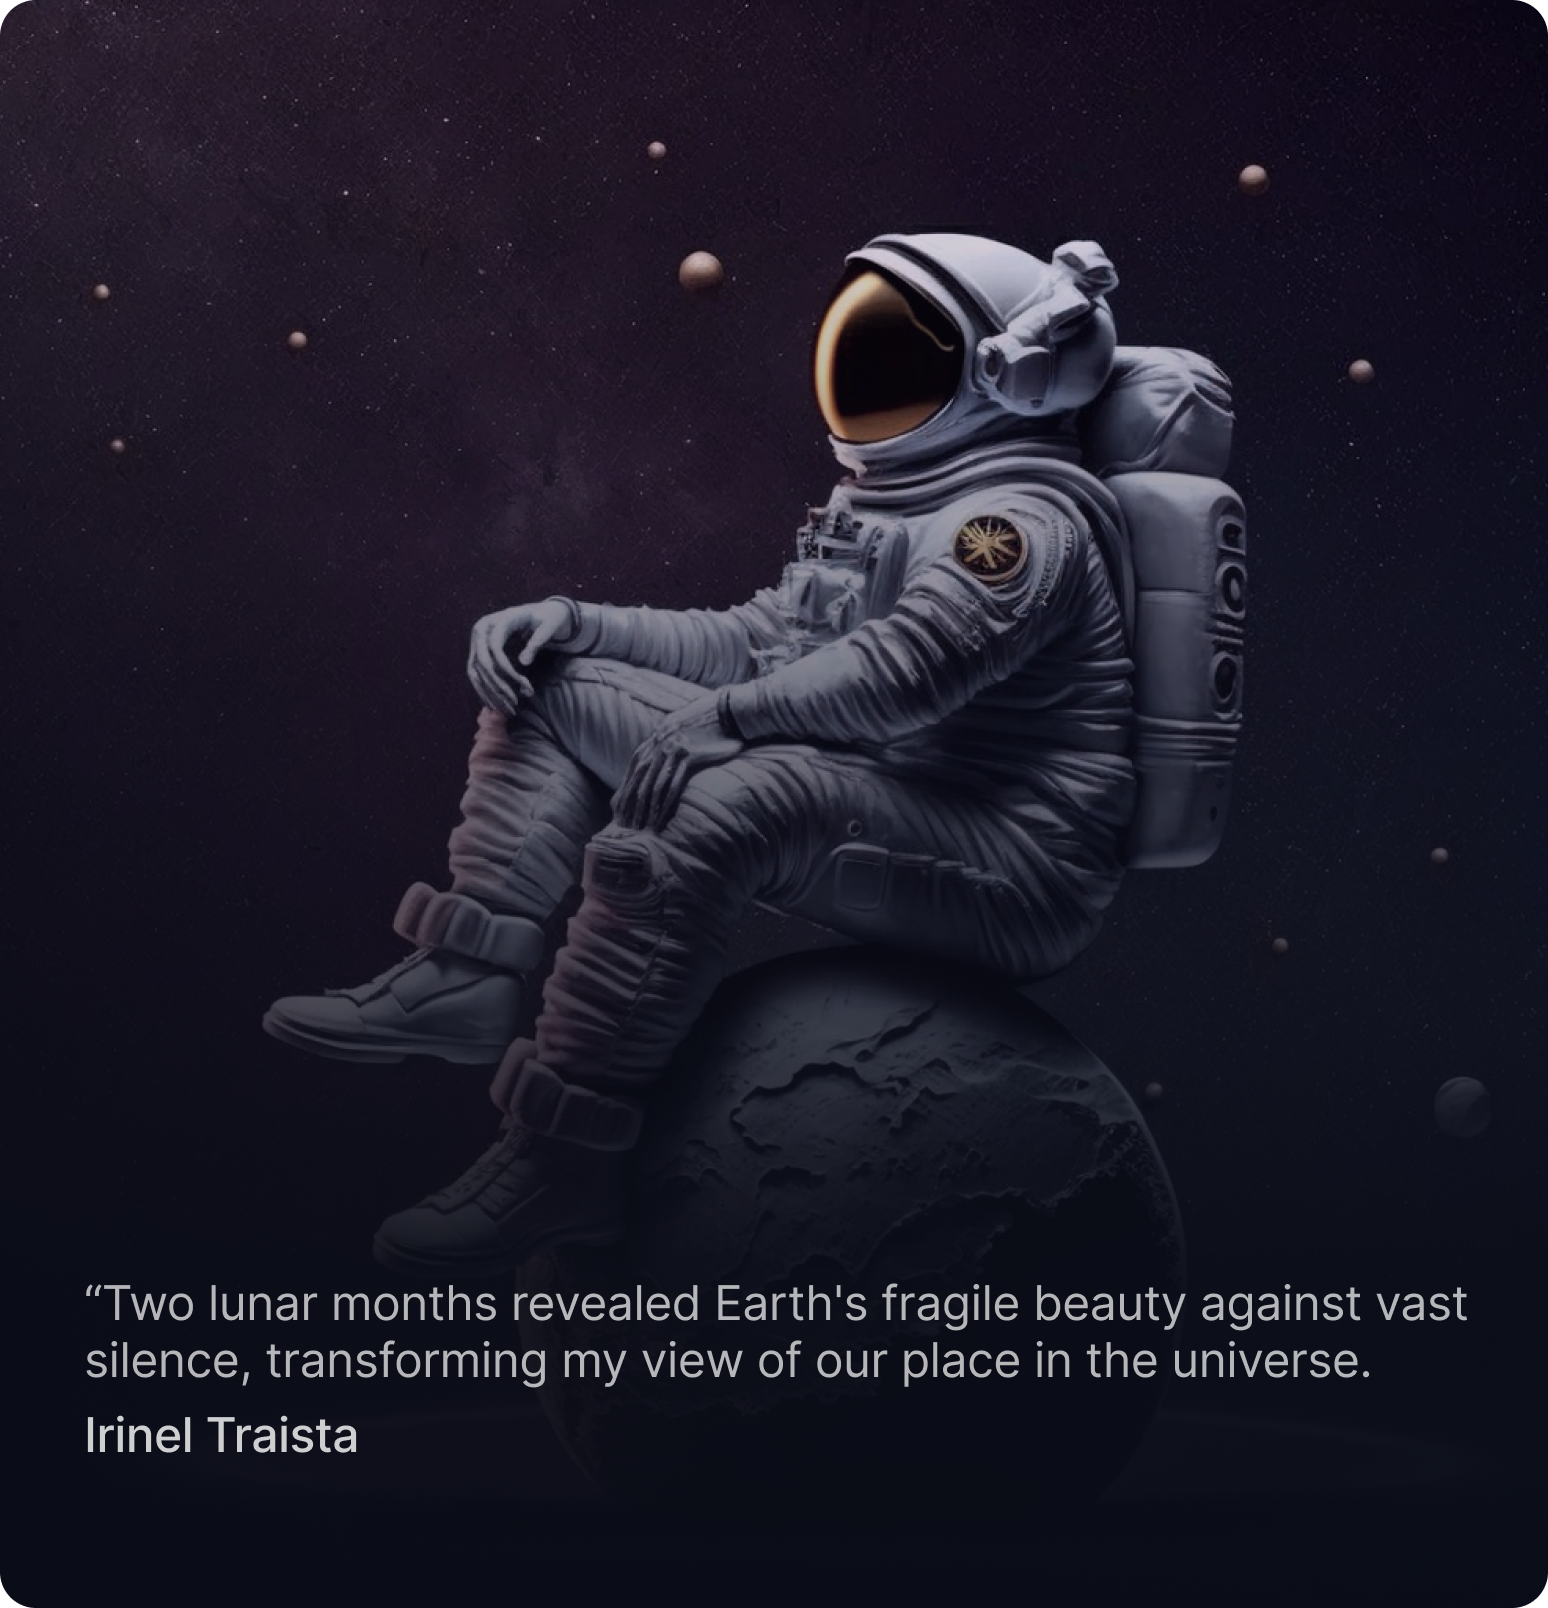 “Two lunar months revealed Earth's fragile beauty against vast
silence, transforming my view of our place in the universe.
Irinel Traista